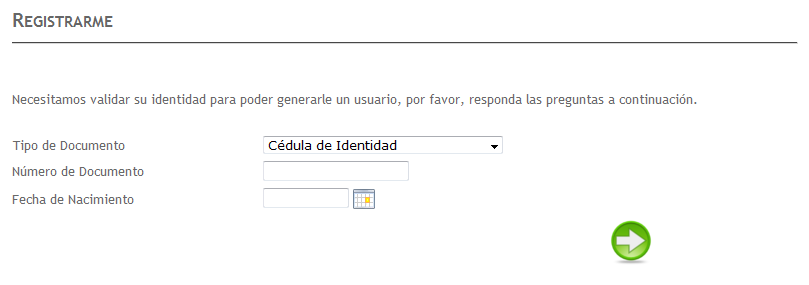 REGISTRARME
Necesitamos validar su identidad para poder generarle un usuario, por favor, responda las preguntas a continuación.
Tipo de Documento Cédula de Identidad
Número de Documento
Fecha de Nacimiento